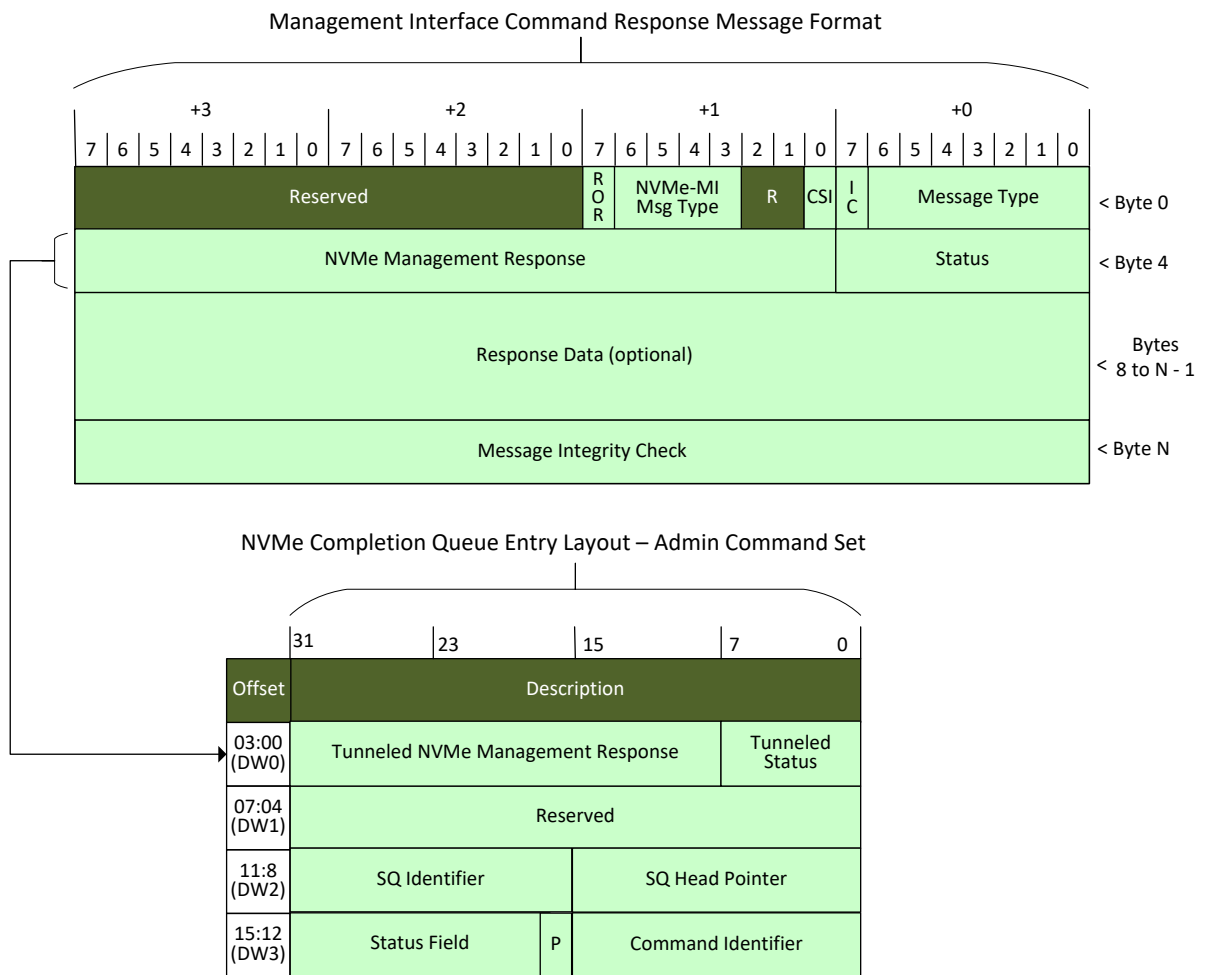 Management Interface Command Response Message Format
+3 +2 +1 +0
7 6 5 4 3 2 1 0 7 6 5 4 3 2 1 0 7 6 5 4 3 2 1 0 7 6 5 4 3 2 1 0
Reserved
R
O
R
NVMe-MI
Msg Type
R
CSI
I
C
Message Type
< Byte 0
NVMe Management Response
Status
< Byte 4
Response Data (optional)
Bytes
< 8 to N - 1
Message Integrity Check
< Byte N
NVMe Completion Queue Entry Layout – Admin Command Set
31 23 15 7 0
Offset
Description
03:00
(DW0)
Tunneled NVMe Management Response
Tunneled
Status
07:04
(DW1)
Reserved
11:8
(DW2)
SQ Identifier
SQ Head Pointer
15:12
(DW3)
Status Field
P
Command Identifier